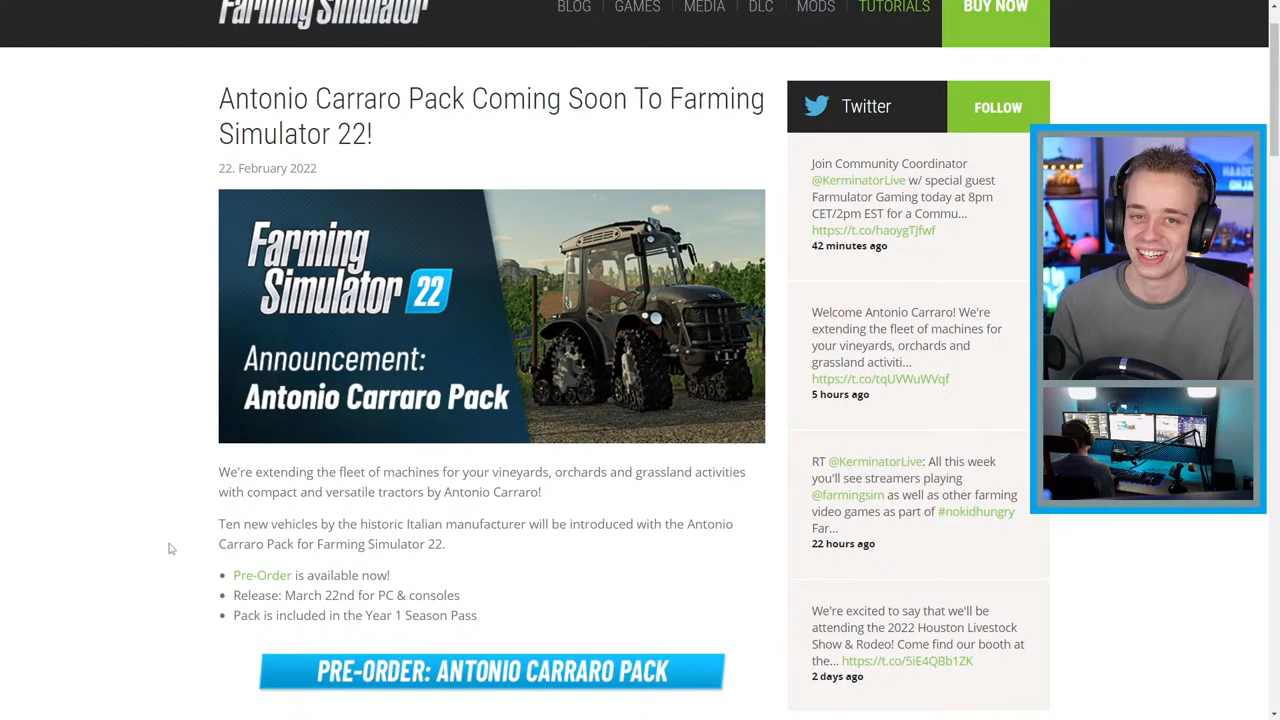 Farming Simulator
BLOG
GAMES
MEDIA
DLC
MODS
TUTORIALS
BUY NOW
Antonio Carraro Pack Coming Soon To Farming
Simulator 22!
22. February 2022
Farming
Simulator 22
Announcement:
Antonio Carraro Pack
We're extending the fleet of machines for your vineyards, orchards and grassland activities
with compact and versatile tractors by Antonio Carraro!
Ten new vehicles by the historic Italian manufacturer will be introduced with the Antonio
Carraro Pack for Farming Simulator 22.
Pre-Order is available now!
Release: March 22nd for PC & consoles
Pack is included in the Year 1 Season Pass
PRE-ORDER: ANTONIO CARRARO PACK
Twitter
FOLLOW
Join Community Coordinator
@KerminatorLive w/ special guest
Farmulator Gaming today at 8pm
CET/2pm EST for a Commu...
https://t.co/haoygTJfwf
42 minutes ago
Welcome Antonio Carraro! We're
extending the fleet of machines for
your vineyards, orchards and
grassland activiti...
https://t.co/tqUVWuWVqf
5 hours ago
RT @KerminatorLive: All this week
you'll see streamers playing
@farmingsim as well as other farming
video games as part of #nokidhungry
Far...
22 hours ago
We're excited to say that we'll be
attending the 2022 Houston Livestock
Show & Rodeo! Come find our booth at
the... https://t.co/5iE4QBb1ZK
2 days ago